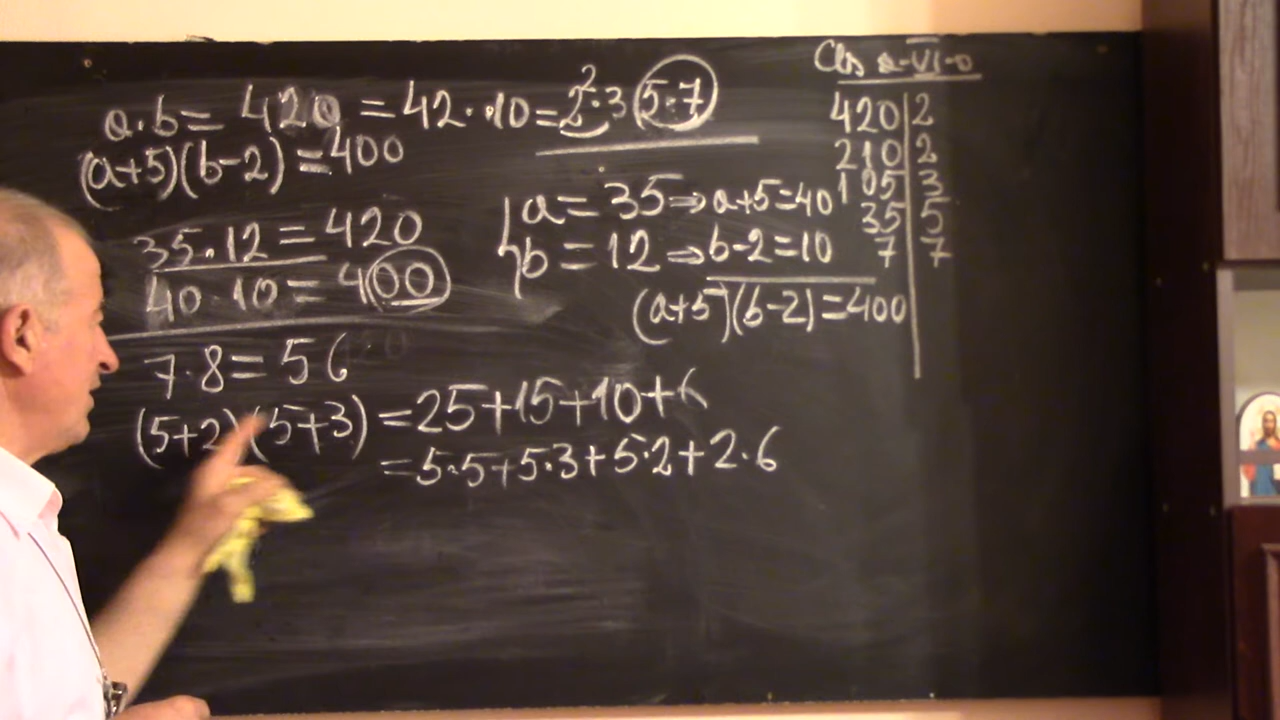 Cls a-VI-a
a·b= 420 = 42·10=2²·3 5·7
(a+5)(b-2)=400
35·12=420
40·10=400
a=35⇒a+5=40
b=12⇒b-2=10
(a+5)(b-2)=400
420|2
210|2
105|3
35|5
7|7
7·8=56
(5+2)(5+3)=25+15+10+6
=5·5+5·3+5·2+2·6